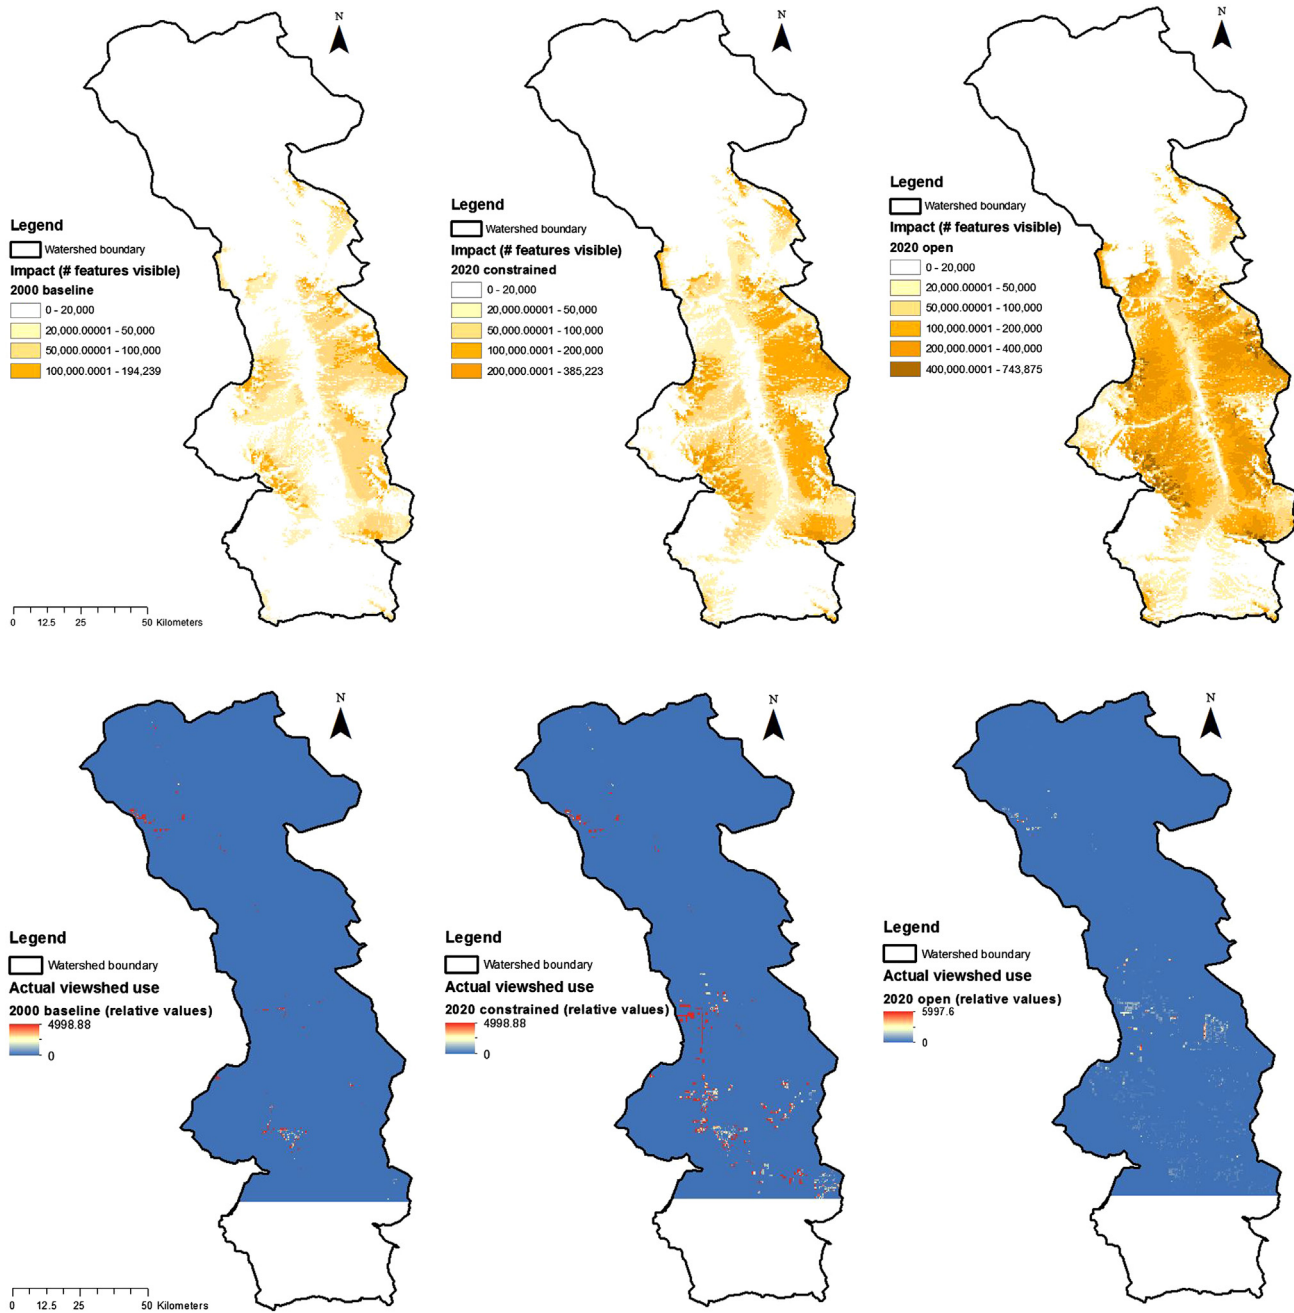 N
Legend
Watershed boundary
Impact (# features visible)
2000 baseline
0 - 20,000
20,000.00001 - 50,000
50,000.00001 - 100,000
100,000.0001 - 194,239
0 12.5 25 50 Kilometers
N
Legend
Watershed boundary
Impact (# features visible)
2020 constrained
0 - 20,000
20,000.00001 - 50,000
50,000.00001 - 100,000
100,000.0001 - 200,000
200,000.0001 - 385,223
N
Legend
Watershed boundary
Impact (# features visible)
2020 open
0 - 20,000
20,000.00001 - 50,000
50,000.00001 - 100,000
100,000.0001 - 200,000
200,000.0001 - 400,000
400,000.0001 - 743,875
N
Legend
Watershed boundary
Actual viewshed use
2000 baseline (relative values)
4998.88
0
0 12.5 25 50 Kilometers
N
Legend
Watershed boundary
Actual viewshed use
2020 constrained (relative values)
4998.88
0
N
Legend
Watershed boundary
Actual viewshed use
2020 open (relative values)
5997.6
0